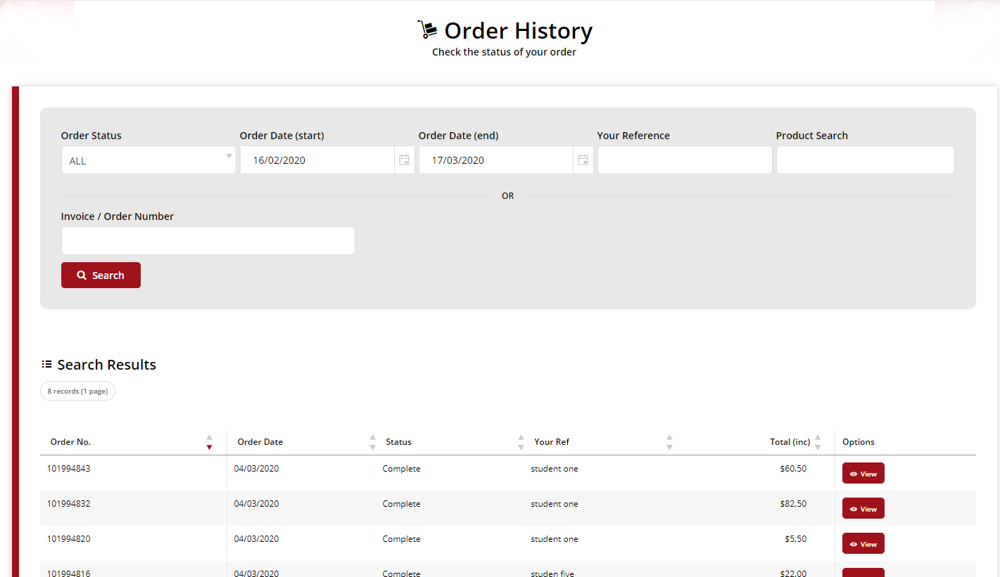 Order History
Check the status of your order
Order Status Order Date (start) Order Date (end) Your Reference Product Search
ALL 16/02/2020 17/03/2020
OR
Invoice / Order Number
Search
Search Results
8 records (1 page)
Order No. Order Date Status Your Ref Total (inc) Options
101994843 04/03/2020 Complete student one $60.50 View
101994832 04/03/2020 Complete student one $82.50 View
101994820 04/03/2020 Complete student one $5.50 View
101994816 04/03/2020 Complete studen five $22.00